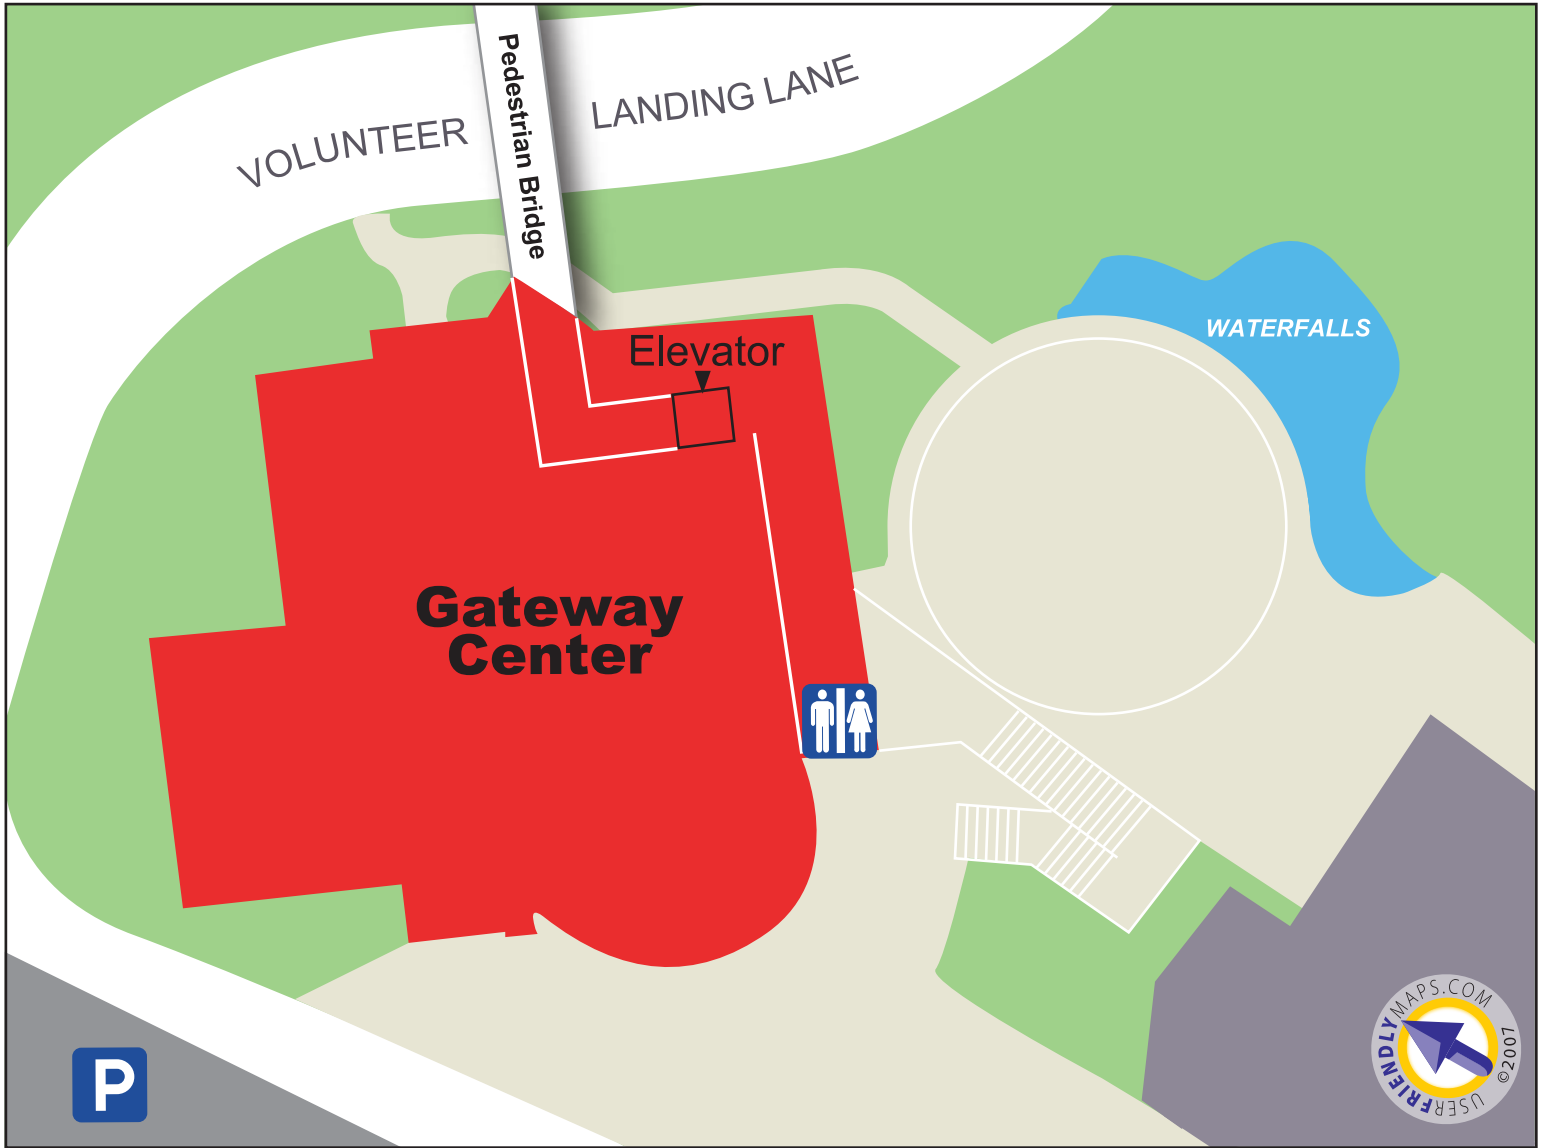 Pedestrian Bridge
VOLUNTEER LANDING LANE
WATERFALLS
Elevator
Gateway
Center
P
USERFRIENDLYMAPS.COM
©2007